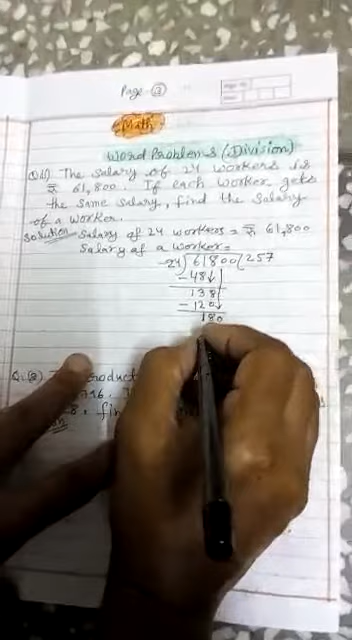 Page-③
Math
Word Problems (Division)
Q.(1) The Salary of 24 workers is
₹ 61,800. If each worker gets
the same salary, find the salary
of a worker.
Solution- Salary of 24 workers = ₹ 61,800
Salary of a worker=
24)61800(257
-48↓
138
-120↓
180
Q.(2)